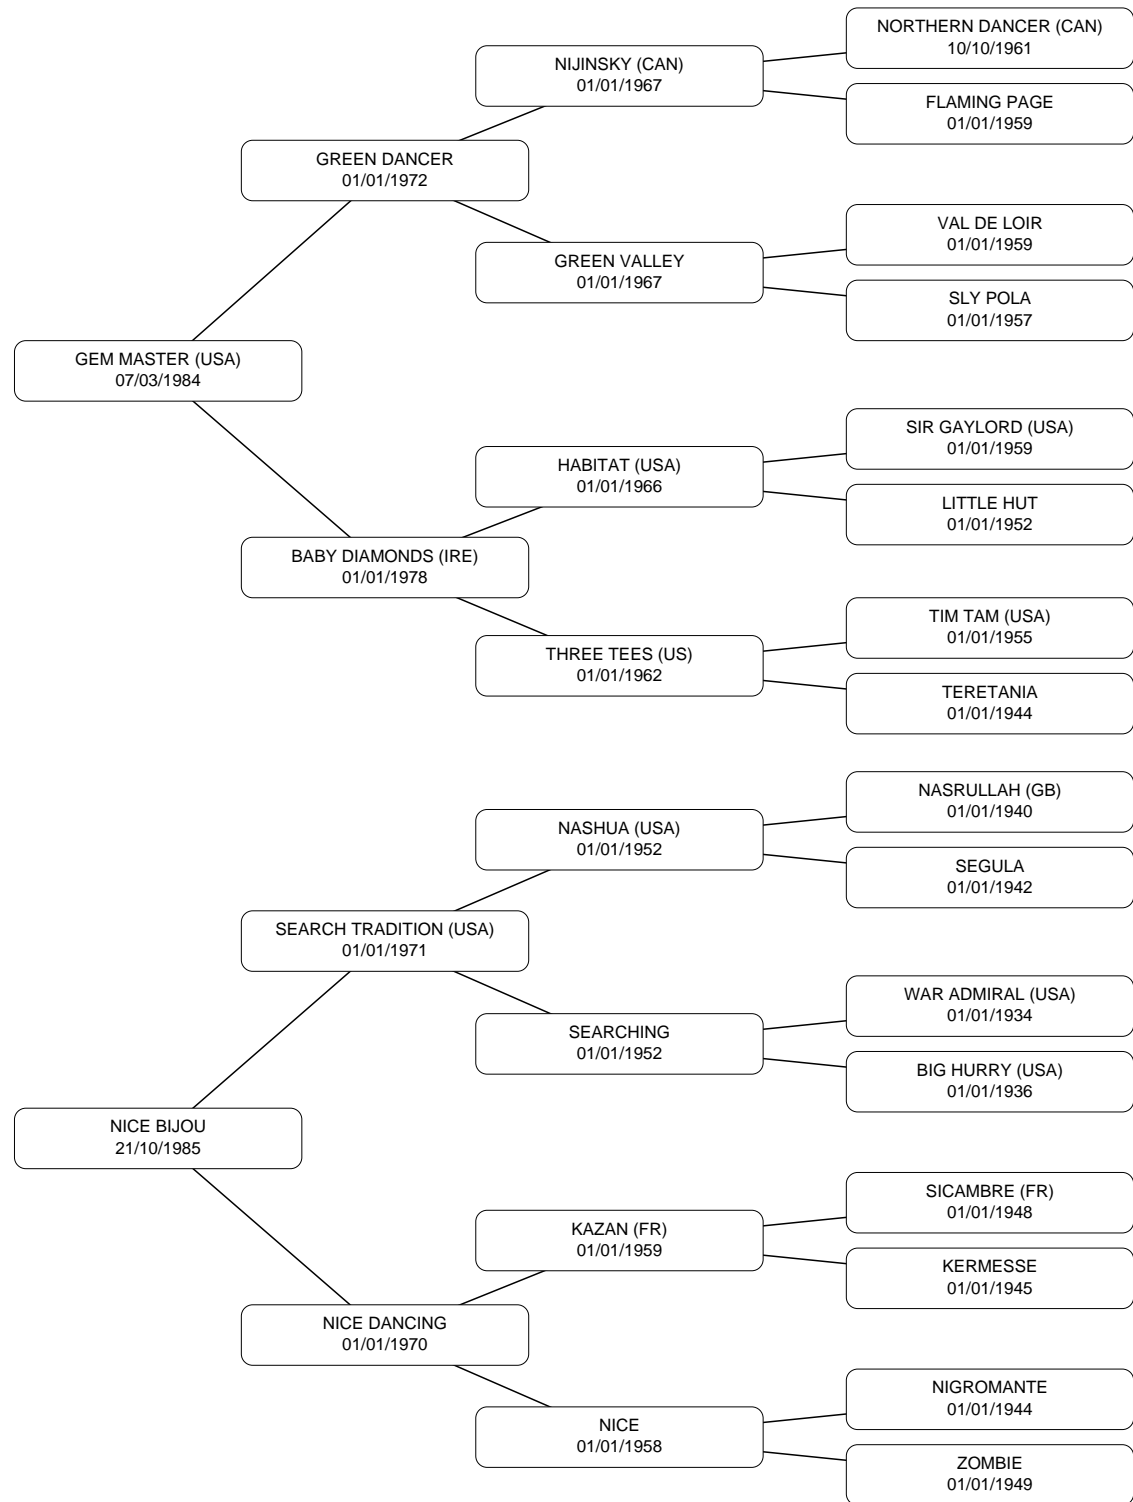 NORTHERN DANCER (CAN)
10/10/1961
NIJINSKY (CAN)
01/01/1967
FLAMING PAGE
01/01/1959
GREEN DANCER
01/01/1972
VAL DE LOIR
01/01/1959
GREEN VALLEY
01/01/1967
SLY POLA
01/01/1957
GEM MASTER (USA)
07/03/1984
SIR GAYLORD (USA)
01/01/1959
HABITAT (USA)
01/01/1966
LITTLE HUT
01/01/1952
BABY DIAMONDS (IRE)
01/01/1978
TIM TAM (USA)
01/01/1955
THREE TEES (US)
01/01/1962
TERETANIA
01/01/1944
NASRULLAH (GB)
01/01/1940
NASHUA (USA)
01/01/1952
SEGULA
01/01/1942
SEARCH TRADITION (USA)
01/01/1971
WAR ADMIRAL (USA)
01/01/1934
SEARCHING
01/01/1952
BIG HURRY (USA)
01/01/1936
NICE BIJOU
21/10/1985
SICAMBRE (FR)
01/01/1948
KAZAN (FR)
01/01/1959
KERMESSE
01/01/1945
NICE DANCING
01/01/1970
NIGROMANTE
01/01/1944
NICE
01/01/1958
ZOMBIE
01/01/1949